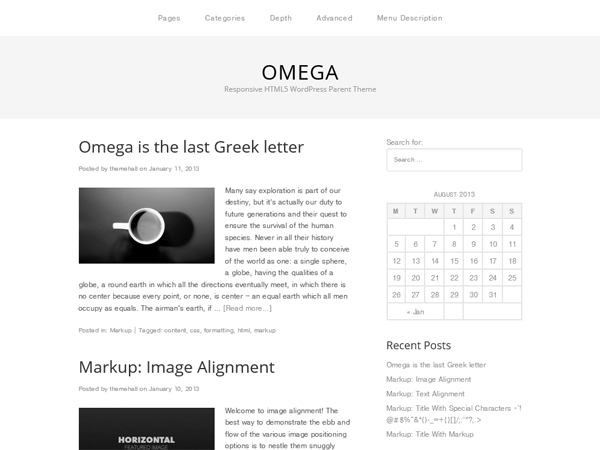 Pages Categories Depth Advanced Menu Description
OMEGA
Responsive HTML5 WordPress Parent Theme
Omega is the last Greek letter
Posted by themehall on January 11, 2013
Many say exploration is part of our
destiny, but it's actually our duty to
future generations and their quest to
ensure the survival of the human
species. Never in all their history
have men been able truly to conceive
of the world as one: a single sphere,
a globe, having the qualities of a
globe, a round earth in which all the directions eventually meet, in which there is
no center because every point, or none, is center – an equal earth which all men
occupy as equals. The airman's earth, if … [Read more...]
Posted in: Markup | Tagged: content, css, formatting, html, markup
Markup: Image Alignment
Posted by themehall on January 10, 2013
HORIZONTAL
FEATURED IMAGE
Welcome to image alignment! The
best way to demonstrate the ebb and
flow of the various image positioning
options is to nestle them snuggly
Search for:
Search …
AUGUST 2013
M T W T F S S
1 2 3 4
5 6 7 8 9 10 11
12 13 14 15 16 17 18
19 20 21 22 23 24 25
26 27 28 29 30 31
« Jan
Recent Posts
Omega is the last Greek letter
Markup: Image Alignment
Markup: Text Alignment
Markup: Title With Special Characters ~`!
@#$%^&*()-_=+{}[]/;:'"?,.>
Markup: Title With Markup